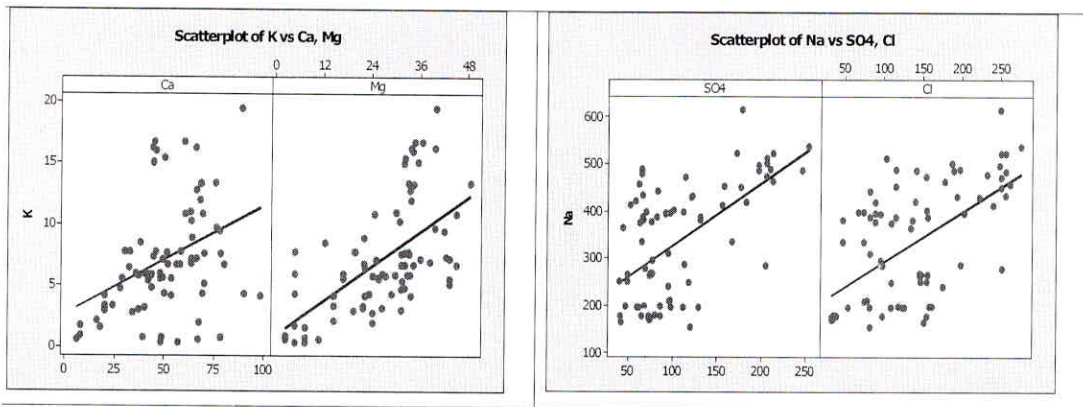 Scatterplot of K vs Ca, Mg
0 12 24 36 48
Ca Mg
20
15
10
5
0
K
0 25 50 75 100
Scatterplot of Na vs SO4, Cl
50 100 150 200 250
SO4 Cl
600
500
400
300
200
100
Na
50 100 150 200 250